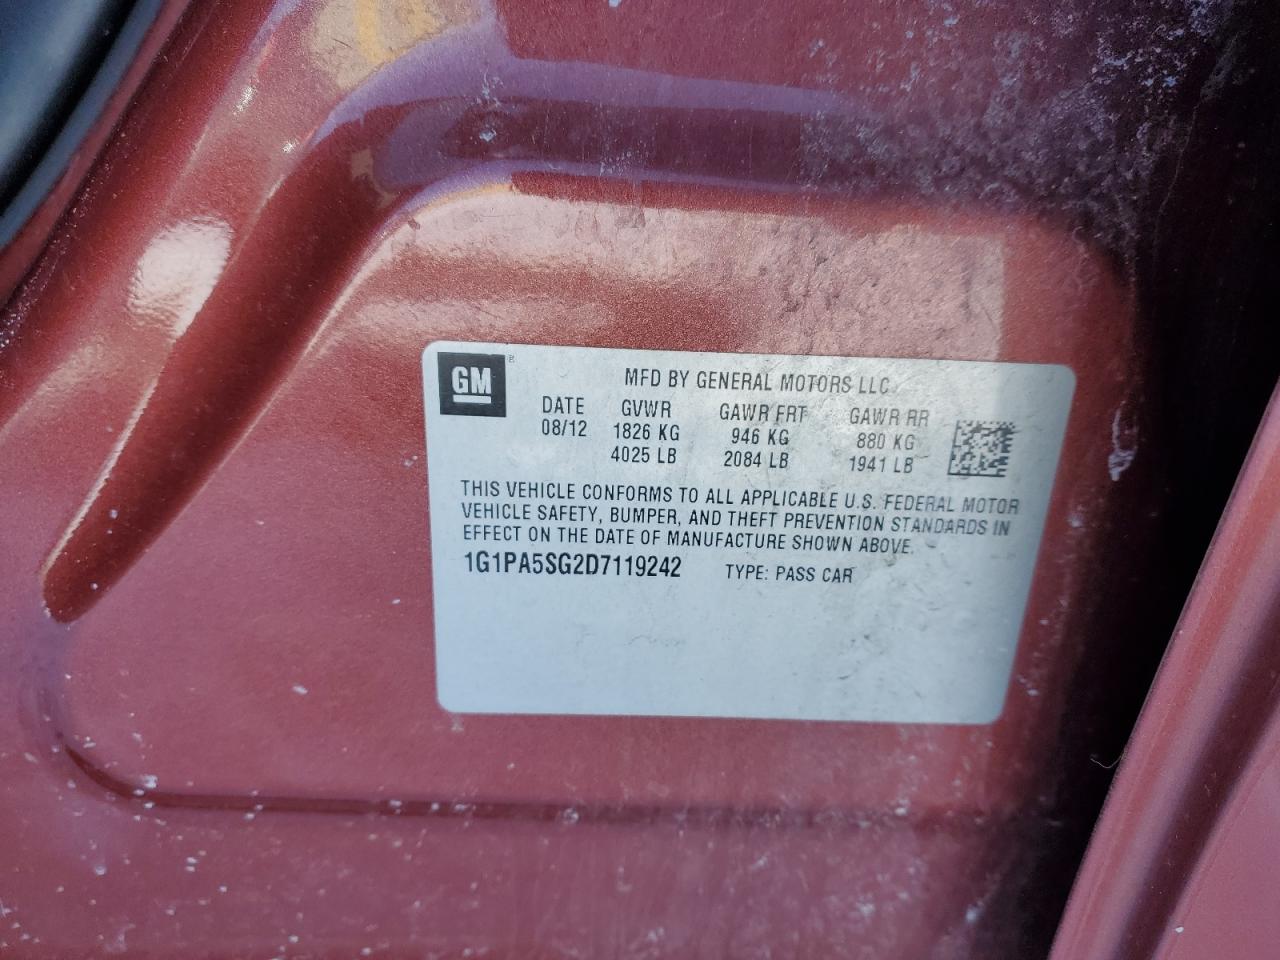 GM ®
MFD BY GENERAL MOTORS LLC
DATE GVWR GAWR FRT GAWR RR
08/12 1826 KG 946 KG 880 KG
4025 LB 2084 LB 1941 LB
THIS VEHICLE CONFORMS TO ALL APPLICABLE U.S. FEDERAL MOTOR
VEHICLE SAFETY, BUMPER, AND THEFT PREVENTION STANDARDS IN
EFFECT ON THE DATE OF MANUFACTURE SHOWN ABOVE.
1G1PA5SG2D7119242 TYPE: PASS CAR